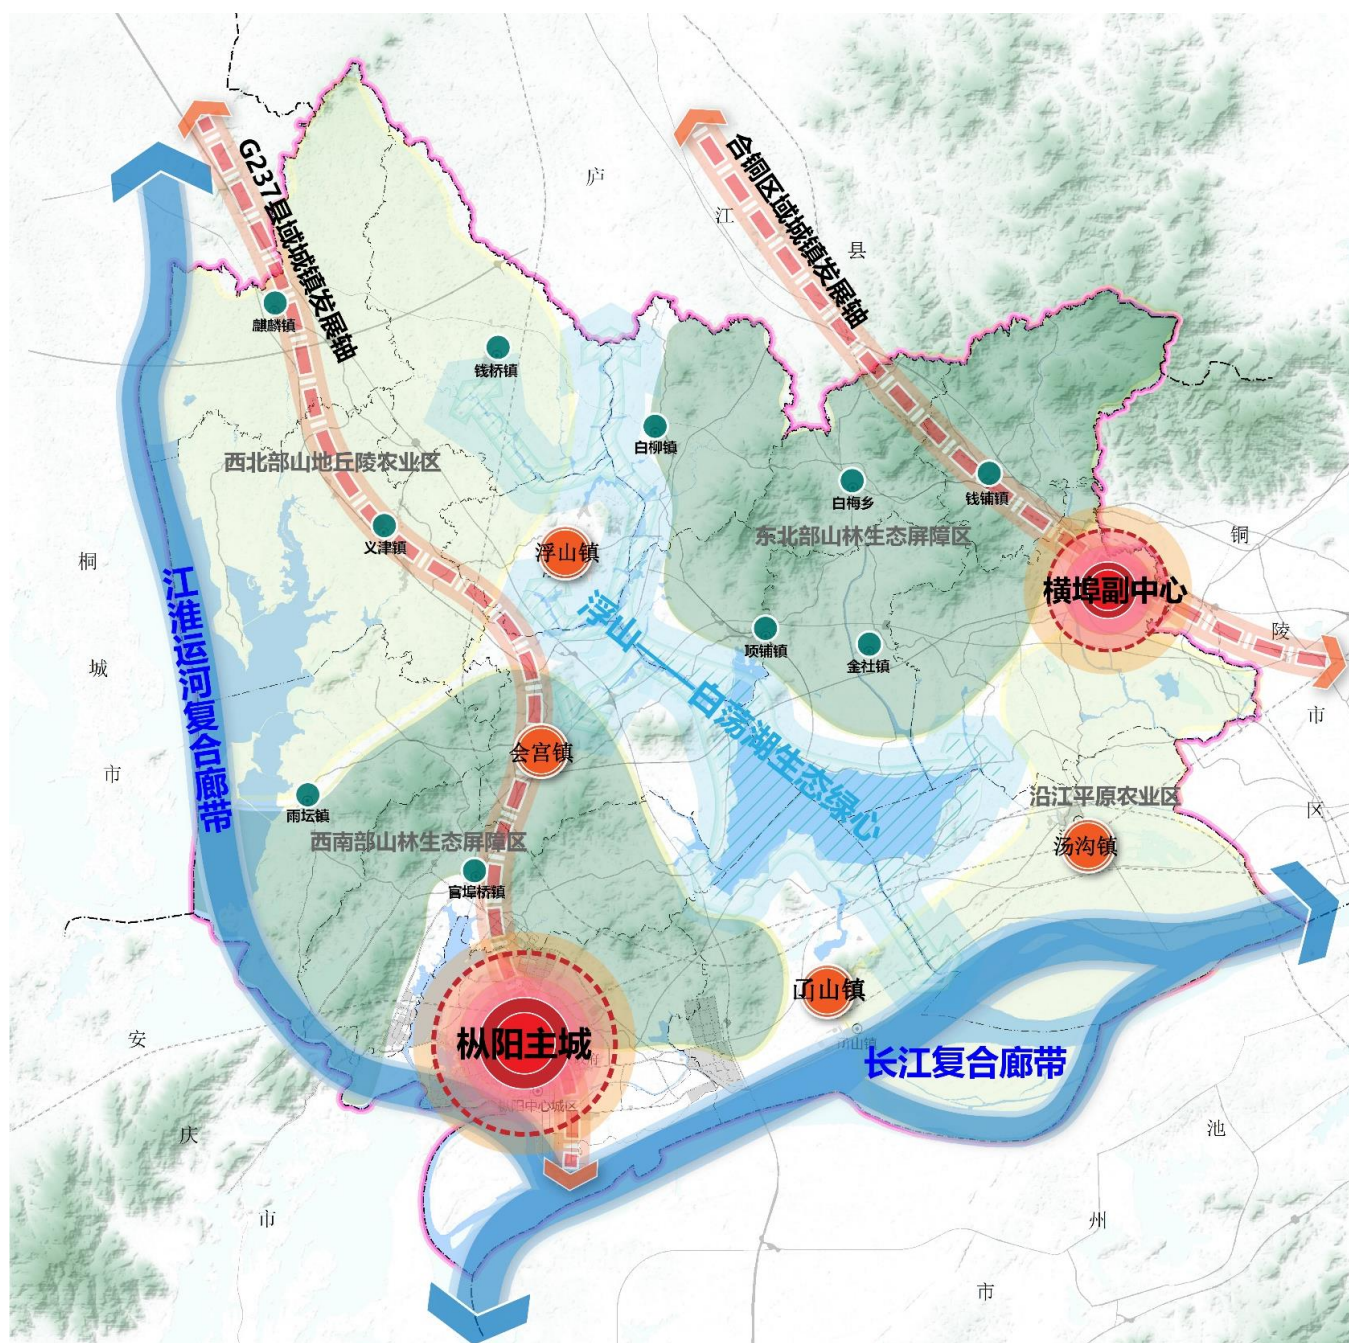 G237县域城镇发展轴
合铜区域城镇发展轴
庐
江
县
麒麟镇
钱桥镇
白柳镇
西北部山地丘陵农业区
白梅乡
钱铺镇
义津镇
浮山镇
东北部山林生态屏障区
铜
陵
市
区
横埠副中心
桐
城
市
江淮运河复合廊带
浮山——白荡湖生态绿心
项铺镇
金社镇
会宫镇
雨坛镇
西南部山林生态屏障区
沿江平原农业区
汤沟镇
官埠桥镇
枞阳主城
枞阳中心城区
长江复合廊带
安
庆
市
池
州
市